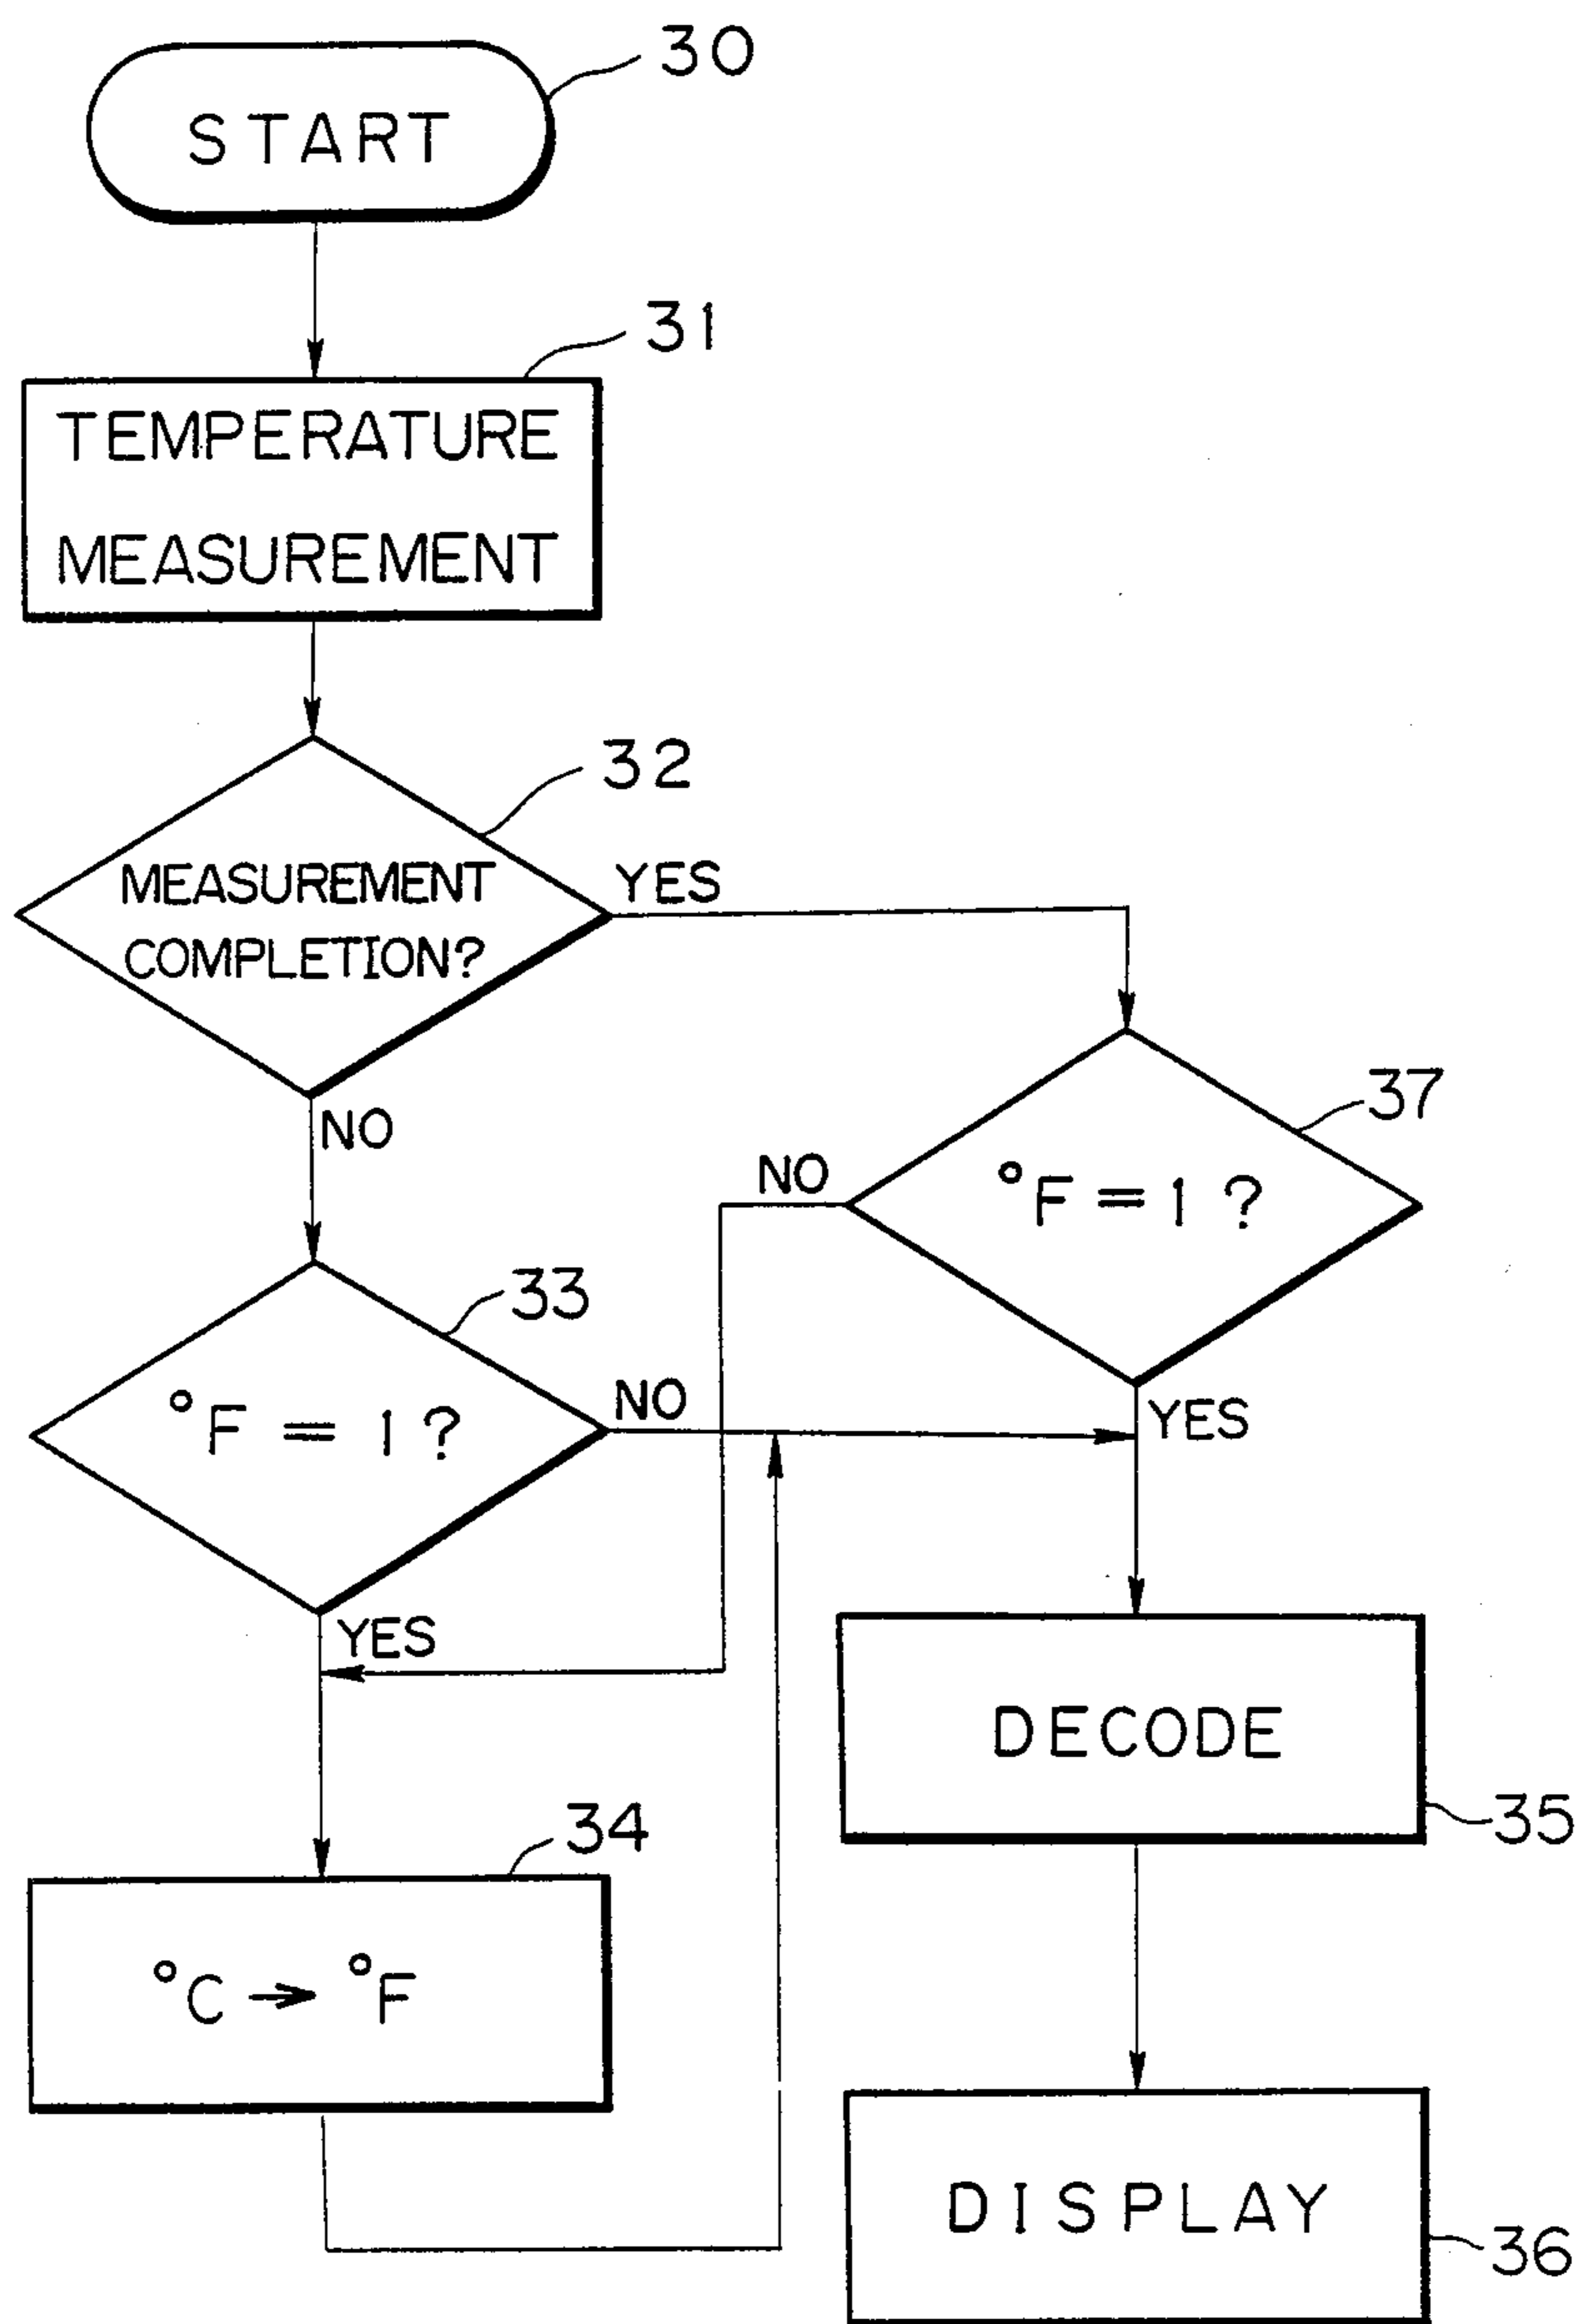 30
START
31
TEMPERATURE
MEASUREMENT
32
MEASUREMENT
COMPLETION?
YES
NO
37
°F = 1 ?
NO
YES
33
°F = 1 ?
NO
YES
34
°C → °F
DECODE
35
DISPLAY
36